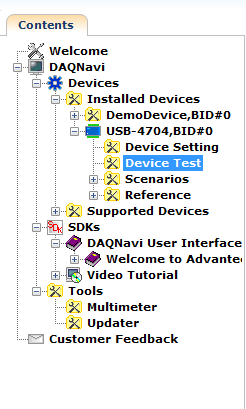 Contents
Welcome
DAQNavi
Devices
Installed Devices
DemoDevice,BID#0
USB-4704,BID#0
Device Setting
Device Test
Scenarios
Reference
Supported Devices
SDKs
DAQNavi User Interface
Welcome to Advante
Video Tutorial
Tools
Multimeter
Updater
Customer Feedback